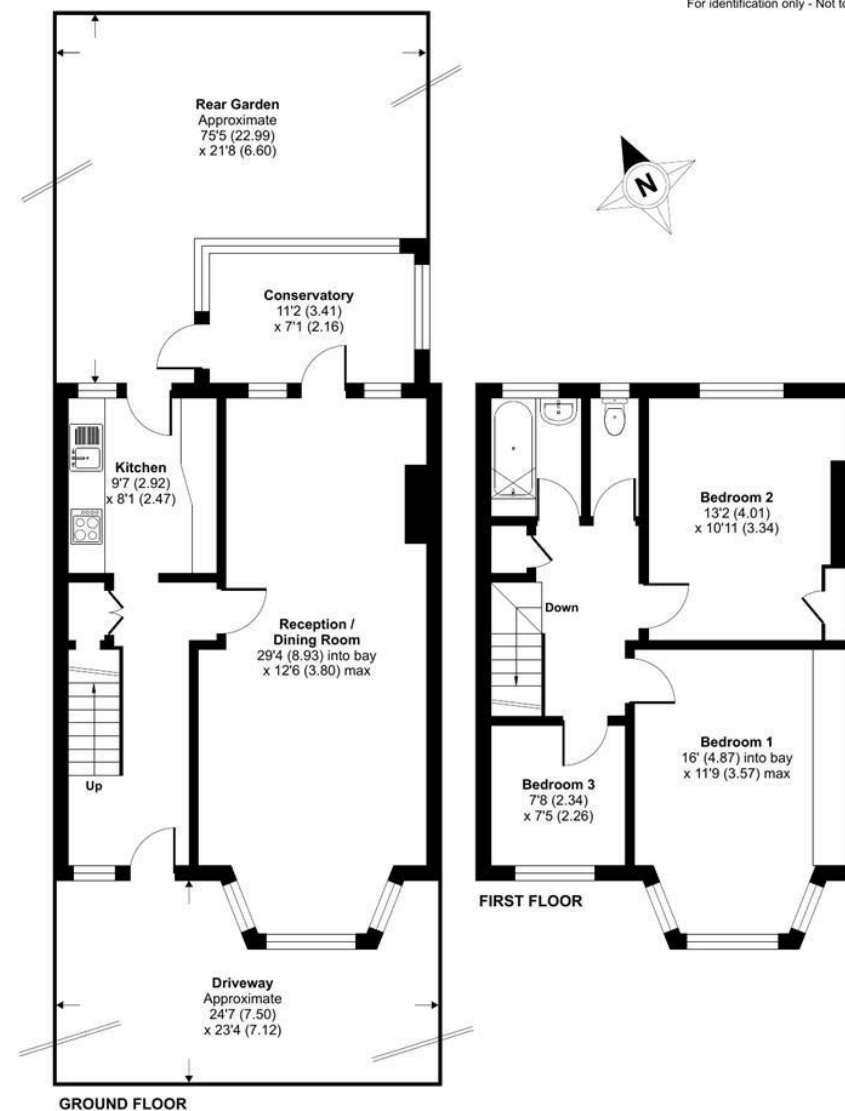 For identification only - Not to
Rear Garden
Approximate
75'5 (22.99)
x 21'8 (6.60)
N
Conservatory
11'2 (3.41)
x 7'1 (2.16)
Kitchen
9'7 (2.92)
x 8'1 (2.47)
Reception /
Dining Room
29'4 (8.93) into bay
x 12'6 (3.80) max
Up
Driveway
Approximate
24'7 (7.50)
x 23'4 (7.12)
GROUND FLOOR
Bedroom 2
13'2 (4.01)
x 10'11 (3.34)
Down
Bedroom 1
16' (4.87) into bay
x 11'9 (3.57) max
Bedroom 3
7'8 (2.34)
x 7'5 (2.26)
FIRST FLOOR